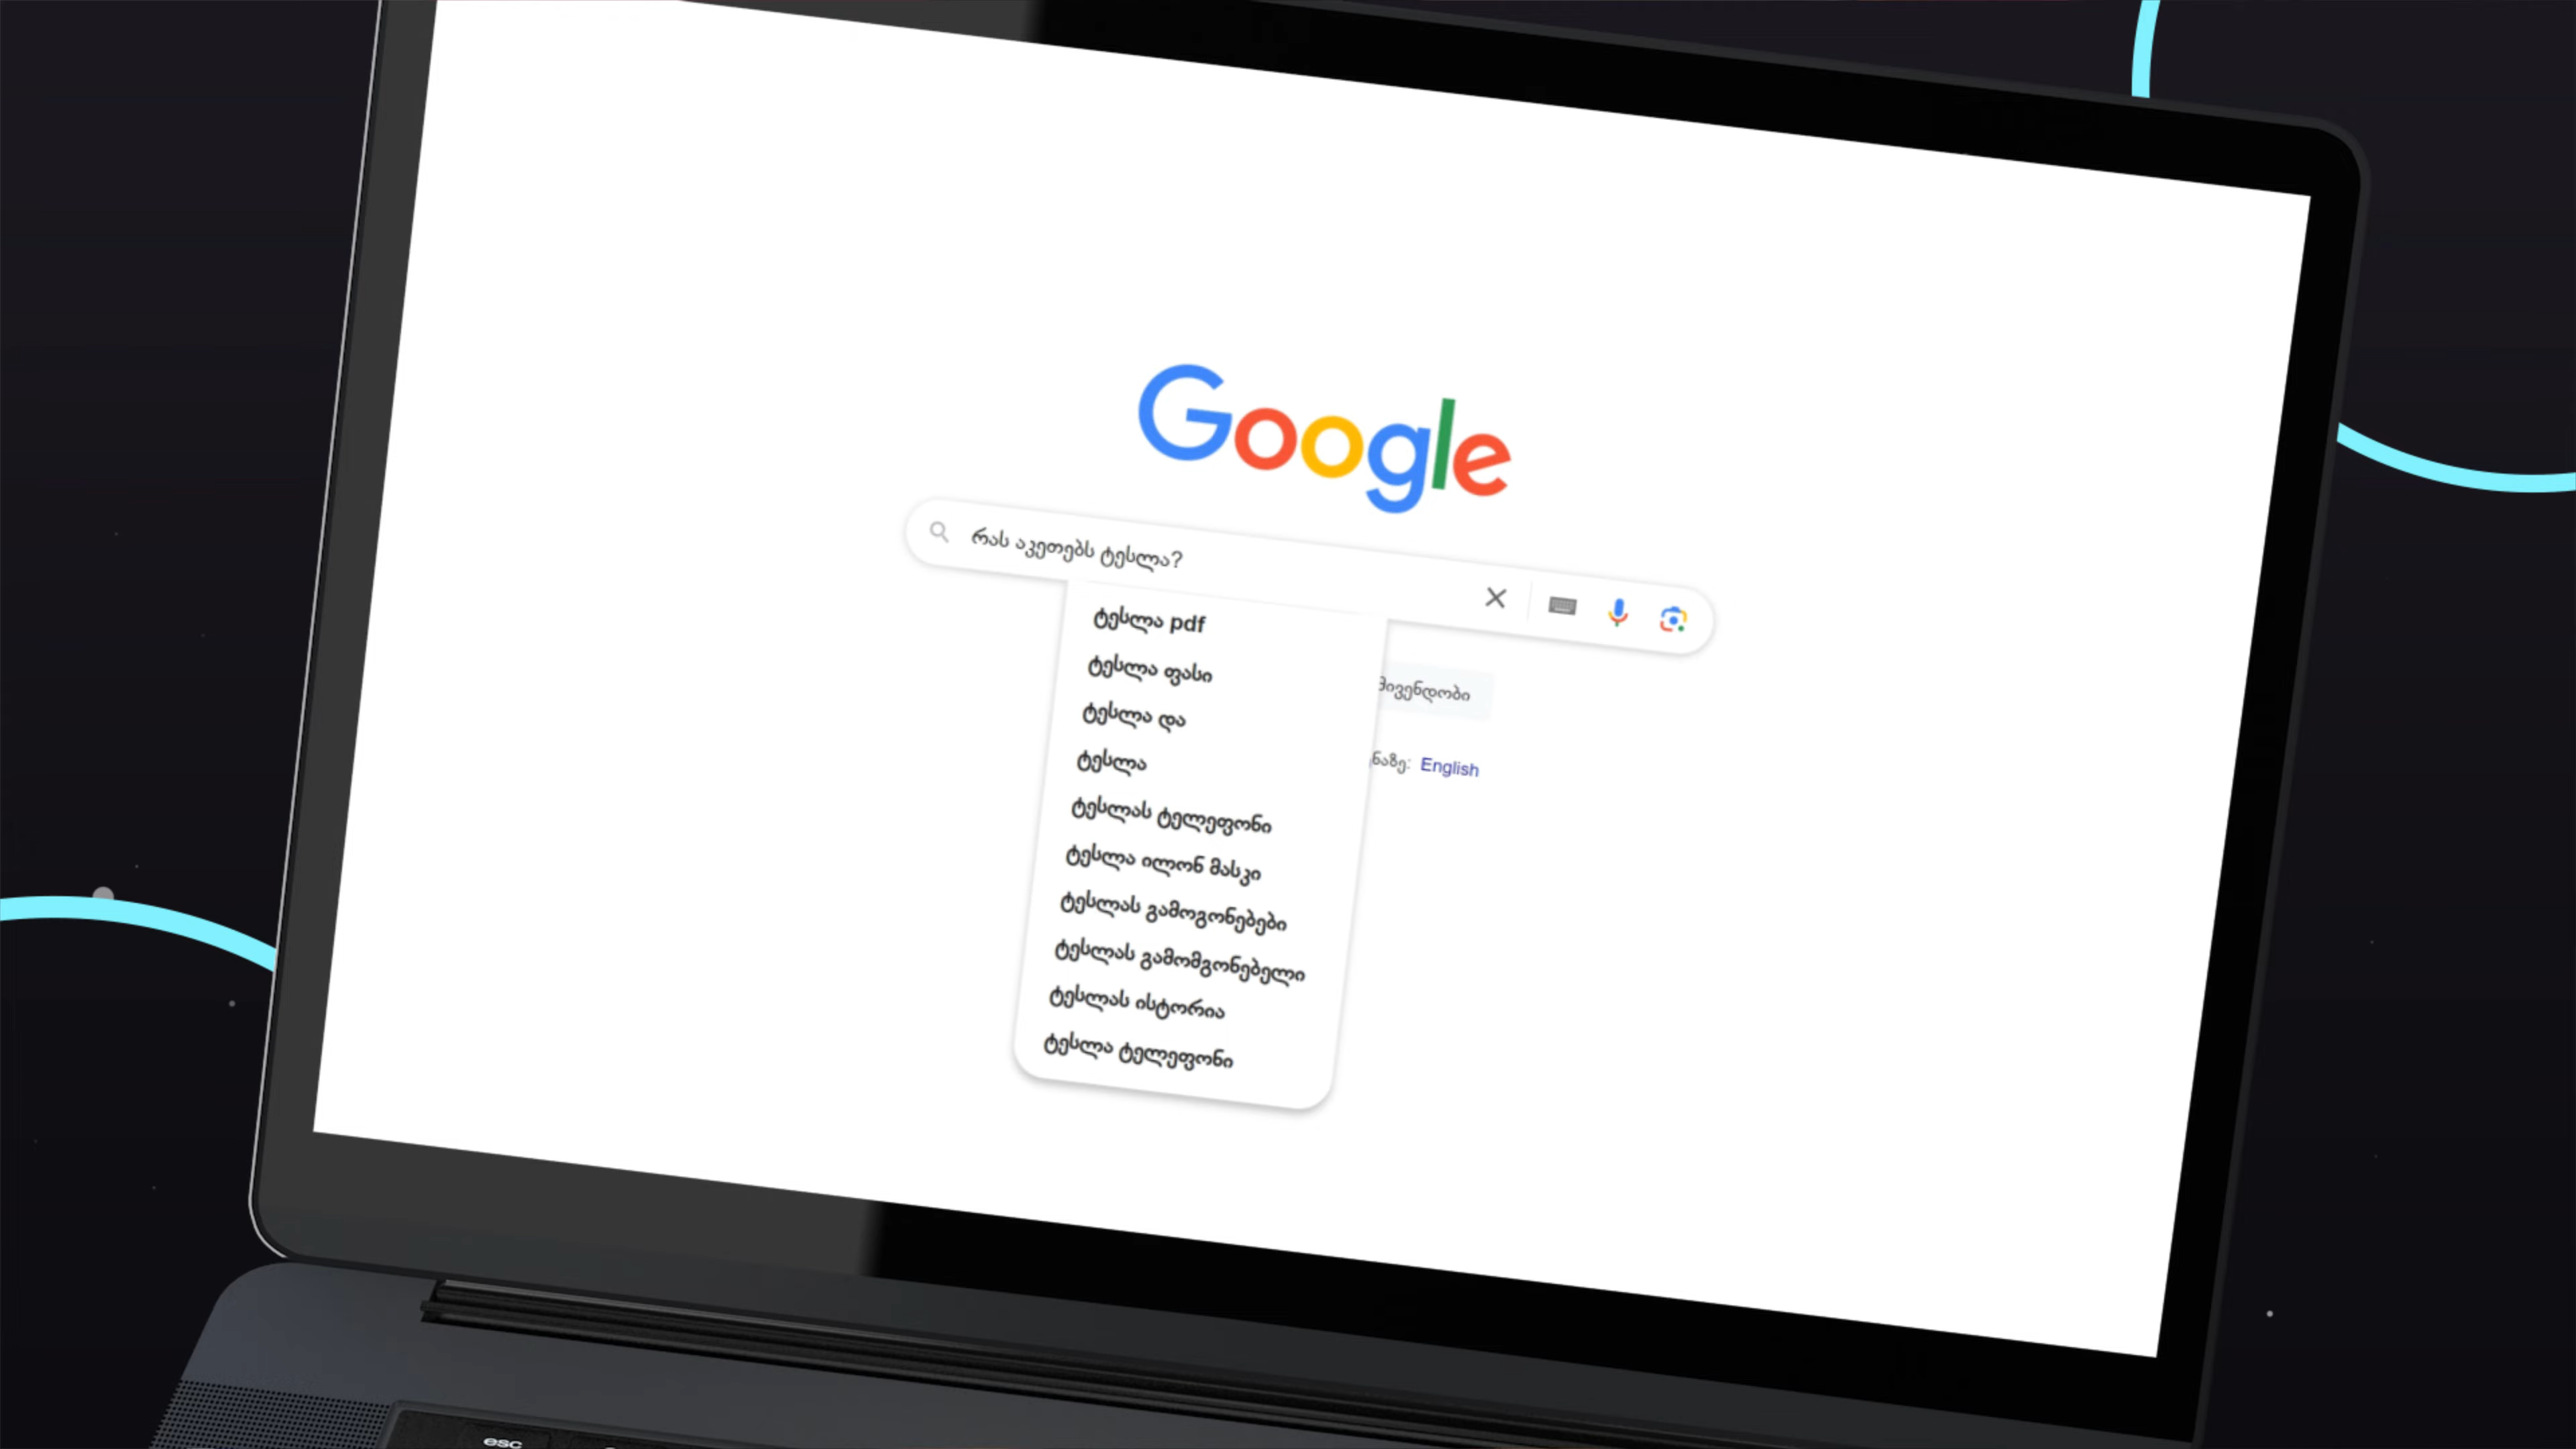 Google
რას აკეთებს ტესლა?
ტესლა pdf
ტესლა ფასი
ტესლა და
ტესლა
ტესლას ტელეფონი
ტესლა ილონ მასკი
ტესლას გამოგონებები
ტესლას გამომგონებელი
ტესლას ისტორია
ტესლა ტელეფონი
მივენდობი
English
esc